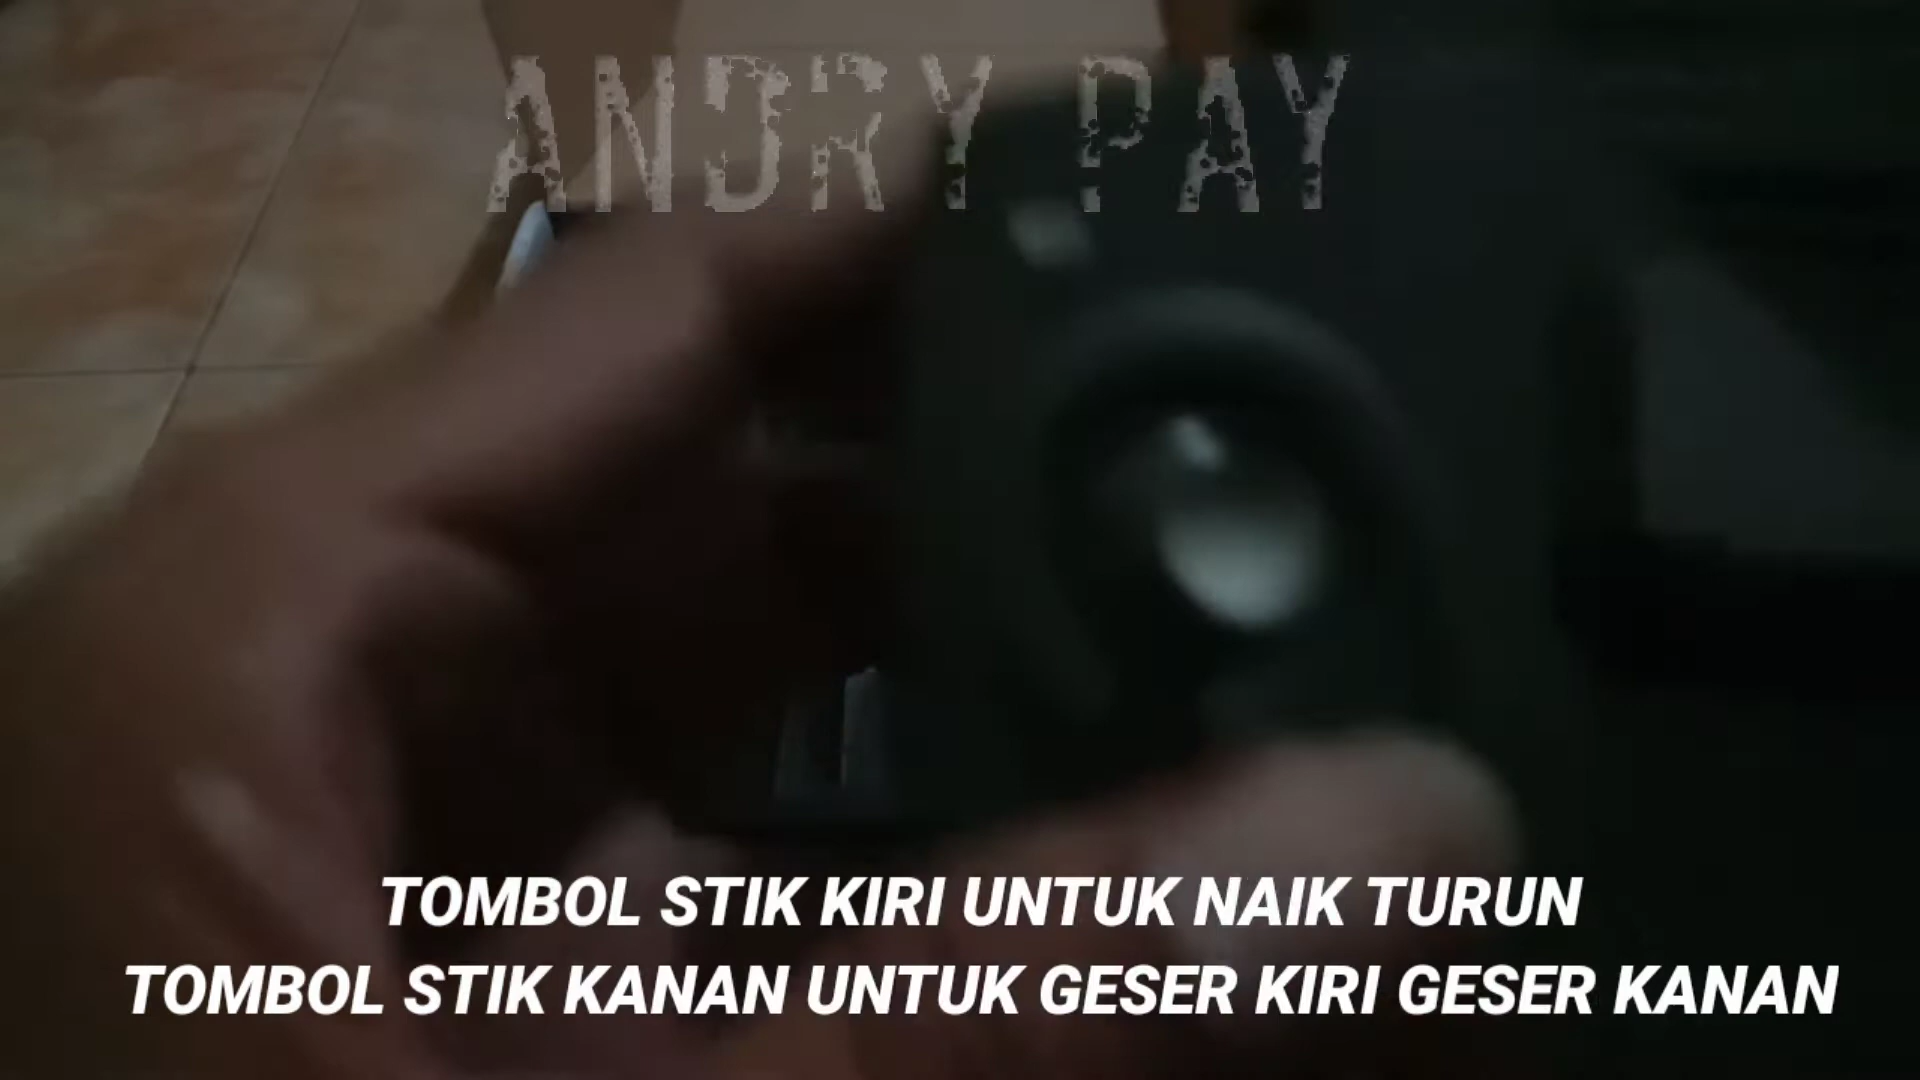 ANDRY PAY
TOMBOL STIK KIRI UNTUK NAIK TURUN
TOMBOL STIK KANAN UNTUK GESER KIRI GESER KANAN